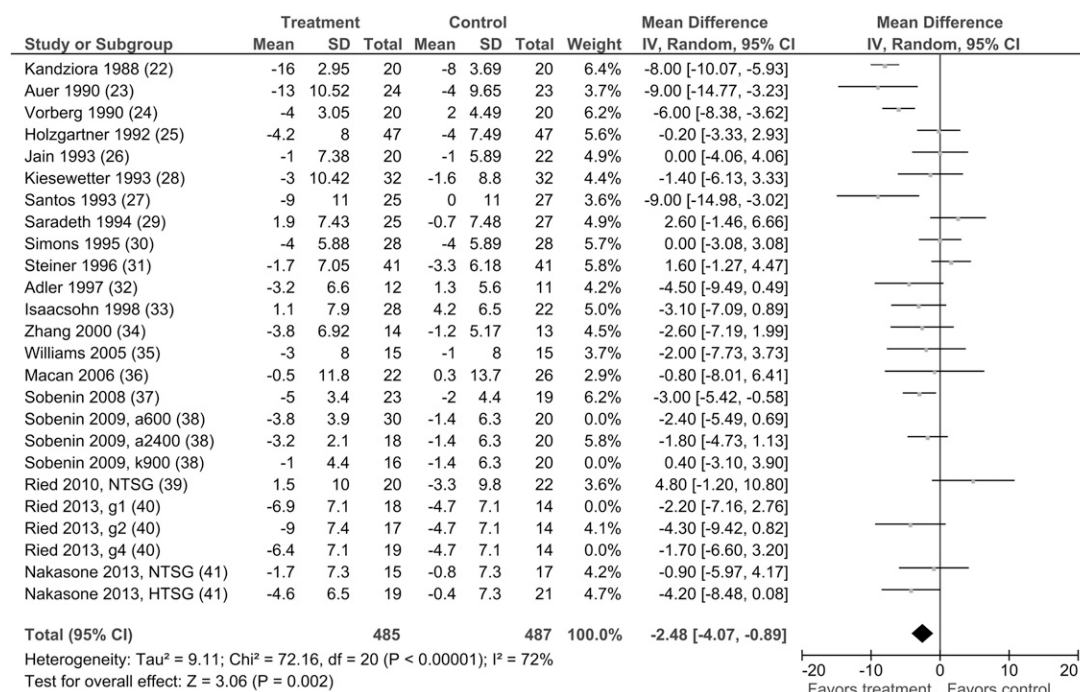 Treatment Control Mean Difference Mean Difference
Study or Subgroup Mean SD Total Mean SD Total Weight IV, Random, 95% CI IV, Random, 95% CI
Kandziora 1988 (22) -16 2.95 20 -8 3.69 20 6.4% -8.00 [-10.07, -5.93]
Auer 1990 (23) -13 10.52 24 -4 9.65 23 3.7% -9.00 [-14.77, -3.23]
Vorberg 1990 (24) -4 3.05 20 2 4.49 20 6.2% -6.00 [-8.38, -3.62]
Holzgartner 1992 (25) -4.2 8 47 -4 7.49 47 5.6% -0.20 [-3.33, 2.93]
Jain 1993 (26) -1 7.38 20 -1 5.89 22 4.9% 0.00 [-4.06, 4.06]
Kiesewetter 1993 (28) -3 10.42 32 -1.6 8.8 32 4.4% -1.40 [-6.13, 3.33]
Santos 1993 (27) -9 11 25 0 11 27 3.6% -9.00 [-14.98, -3.02]
Saradeth 1994 (29) 1.9 7.43 25 -0.7 7.48 27 4.9% 2.60 [-1.46, 6.66]
Simons 1995 (30) -4 5.88 28 -4 5.89 28 5.7% 0.00 [-3.08, 3.08]
Steiner 1996 (31) -1.7 7.05 41 -3.3 6.18 41 5.8% 1.60 [-1.27, 4.47]
Adler 1997 (32) -3.2 6.6 12 1.3 5.6 11 4.2% -4.50 [-9.49, 0.49]
Isaacsohn 1998 (33) 1.1 7.9 28 4.2 6.5 22 4.9% -3.10 [-7.09, 0.89]
Zhang 2000 (34) -3.8 6.92 14 -1.2 5.17 13 4.5% -2.60 [-7.19, 1.99]
Williams 2005 (35) -3 8 15 -1 8 15 3.7% -2.00 [-7.73, 3.73]
Macan 2006 (36) -0.5 11.8 22 0.3 13.7 26 2.9% -0.80 [-8.01, 6.41]
Sobenin 2008 (37) -5 3.4 23 -2 4.4 19 6.2% -3.00 [-5.42, -0.58]
Sobenin 2009, a600 (38) -3.8 3.9 30 -1.4 6.3 20 0.0% -2.40 [-5.49, 0.69]
Sobenin 2009, a2400 (38) -3.2 2.1 18 -1.4 6.3 20 5.8% -1.80 [-4.73, 1.13]
Sobenin 2009, k900 (38) -1 4.4 16 -1.4 6.3 20 0.0% 0.40 [-3.10, 3.90]
Ried 2010, NTSG (39) 1.5 10 20 -3.3 9.8 22 3.6% 4.80 [-1.20, 10.80]
Ried 2013, g1 (40) -6.9 7.1 18 -4.7 7.1 14 0.0% -2.20 [-7.16, 2.76]
Ried 2013, g2 (40) -9 7.4 17 -4.7 7.1 14 4.1% -4.30 [-9.42, 0.82]
Ried 2013, g4 (40) -6.4 7.1 19 -4.7 7.1 14 0.0% -1.70 [-6.60, 3.20]
Nakasone 2013, NTSG (41) -1.7 7.3 15 -0.8 7.3 17 4.2% -0.90 [-5.97, 4.17]
Nakasone 2013, HTSG (41) -4.6 6.5 19 -0.4 7.3 21 4.7% -4.20 [-8.48, 0.08]
Total (95% CI) 485 487 100.0% -2.48 [-4.07, -0.89]
Heterogeneity: Tau² = 9.11; Chi² = 72.16, df = 20 (P < 0.00001); I² = 72%
Test for overall effect: Z = 3.06 (P = 0.002)
-20 -10 0 10 20
Favors treatment Favors control